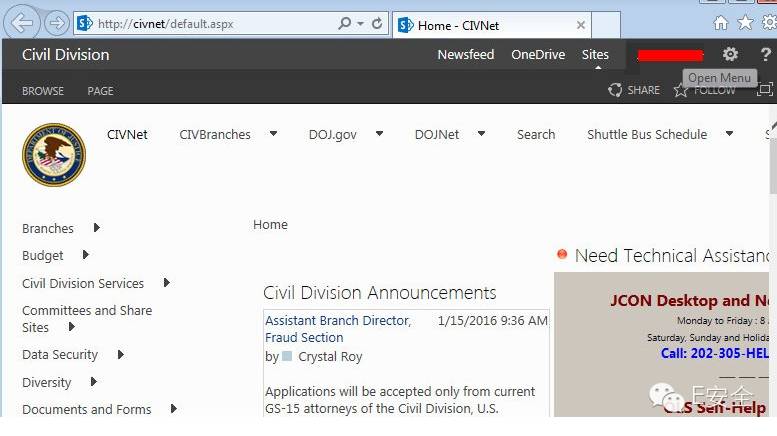 http://civnet/default.aspx
Home - CIVNet
Civil Division
Newsfeed OneDrive Sites
?
Open Menu
BROWSE PAGE
SHARE FOLLOW
CIVNet CIVBranches DOJ.gov DOJNet Search Shuttle Bus Schedule S
Branches
Budget
Civil Division Services
Committees and Share
Sites
Data Security
Diversity
Documents and Forms
Home
Civil Division Announcements
Assistant Branch Director,
Fraud Section
1/15/2016 9:36 AM
by Crystal Roy
Applications will be accepted only from current
GS-15 attorneys of the Civil Division, U.S.
Need Technical Assistanc
JCON Desktop and Ne
Monday to Friday : 8
Saturday, Sunday and Holida
Call: 202-305-HEL
Self-Help
E安全